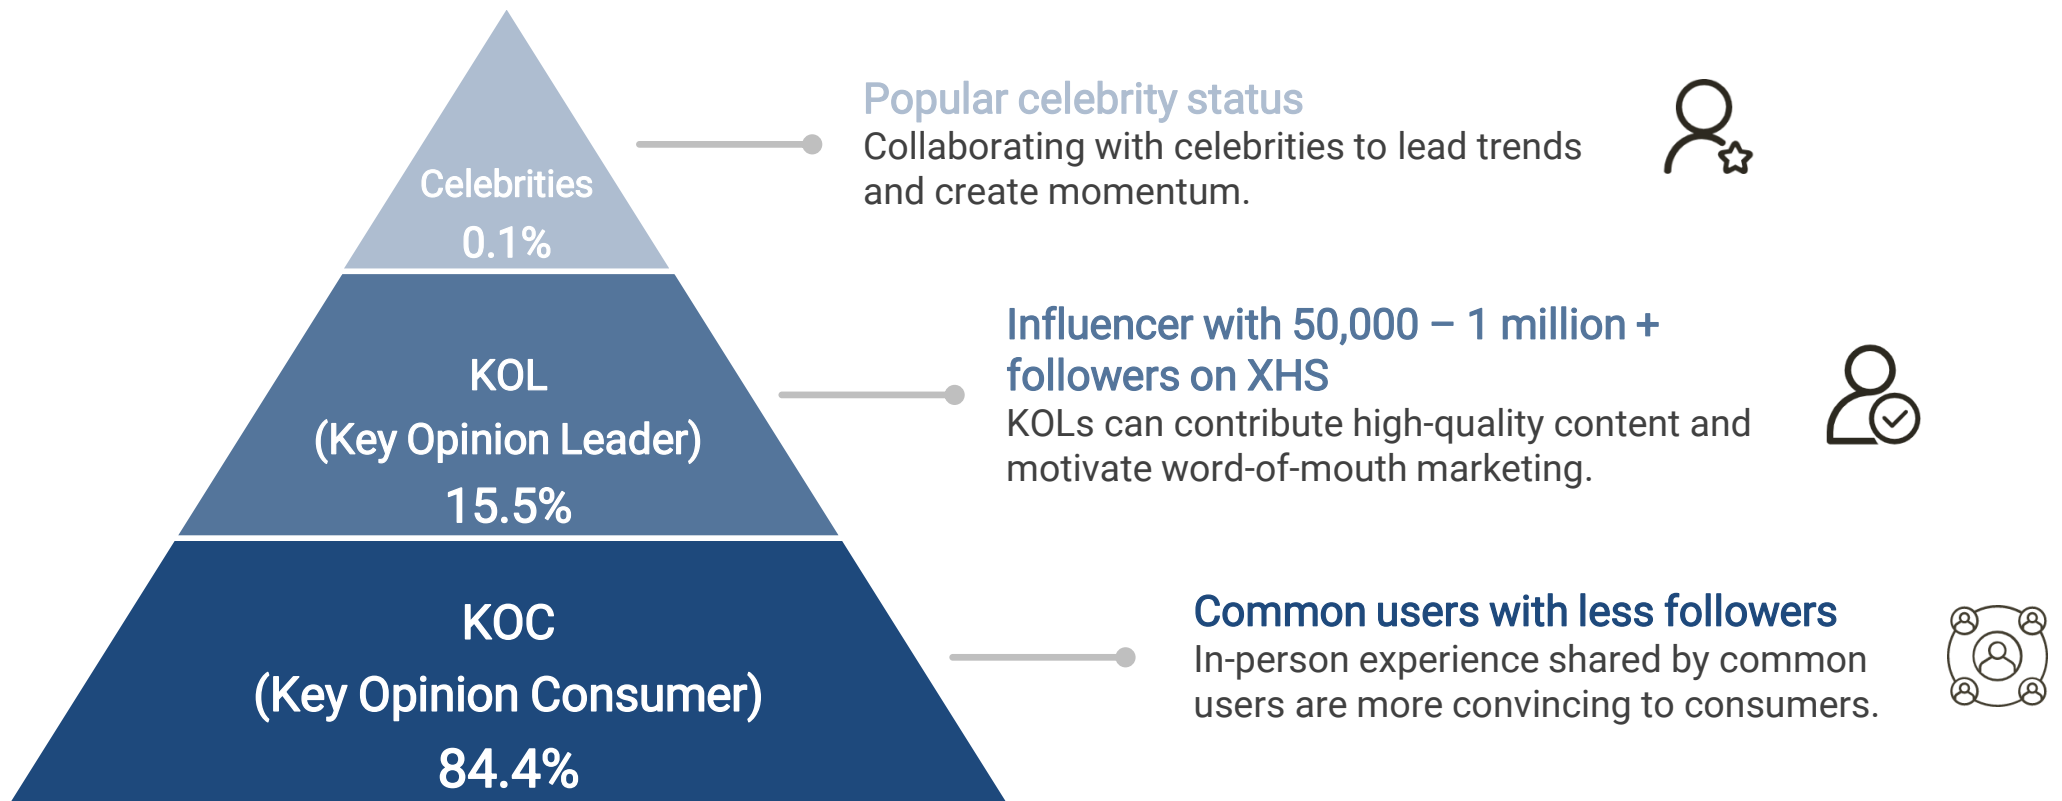 Celebrities
0.1%
Popular celebrity status
Collaborating with celebrities to lead trends
and create momentum.
KOL
(Key Opinion Leader)
15.5%
Influencer with 50,000 – 1 million +
followers on XHS
KOLs can contribute high-quality content and
motivate word-of-mouth marketing.
KOC
(Key Opinion Consumer)
84.4%
Common users with less followers
In-person experience shared by common
users are more convincing to consumers.